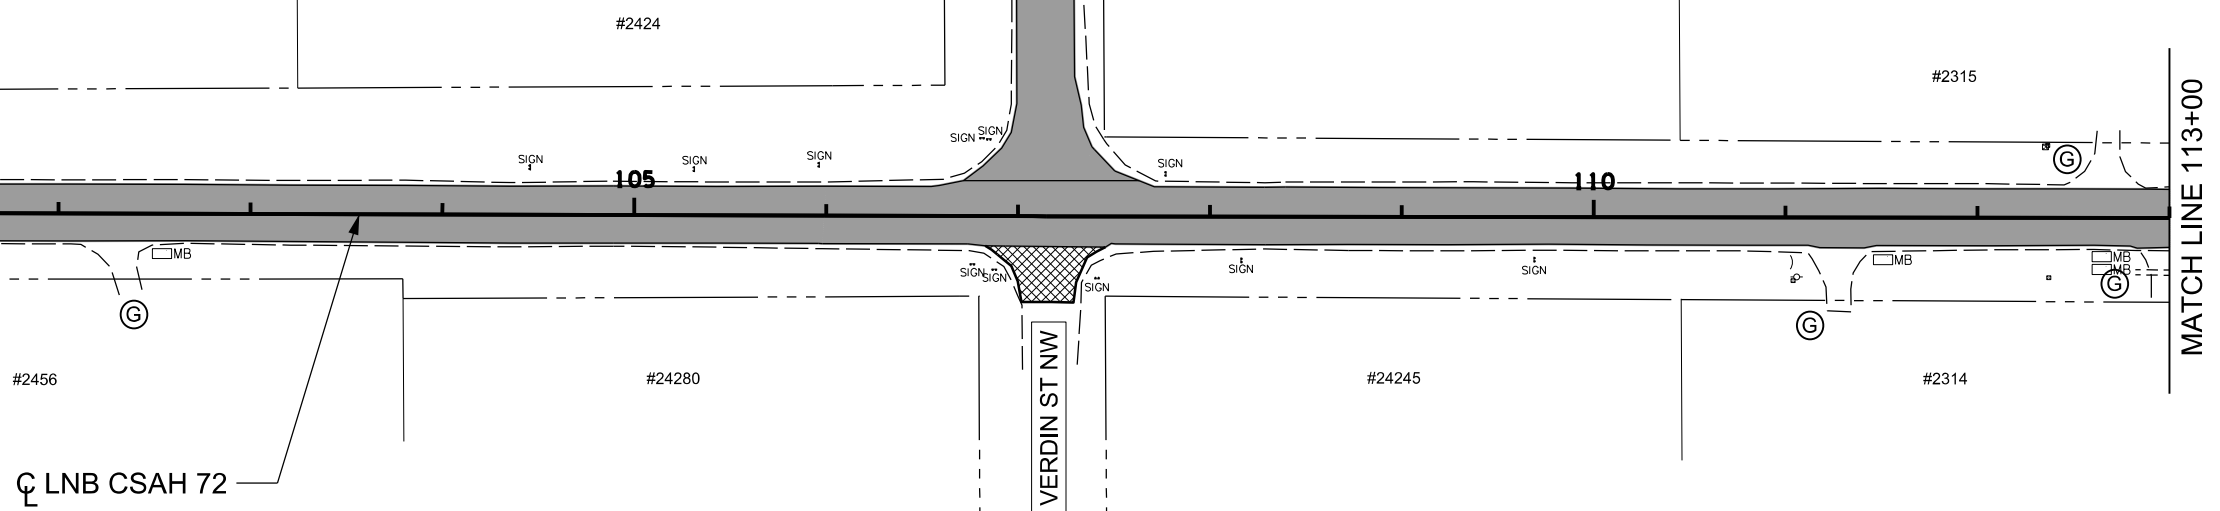 #2424
#2315
SIGN
SIGN
SIGN
SIGN
SIGN
SIGN
G
105
110
MATCH LINE 113+00
MB
SIGN
SIGN
SIGN
SIGN
SIGN
MB
MB
MB
G
G
G
#2456
#24280
VERDIN ST NW
#24245
#2314
CL LNB CSAH 72